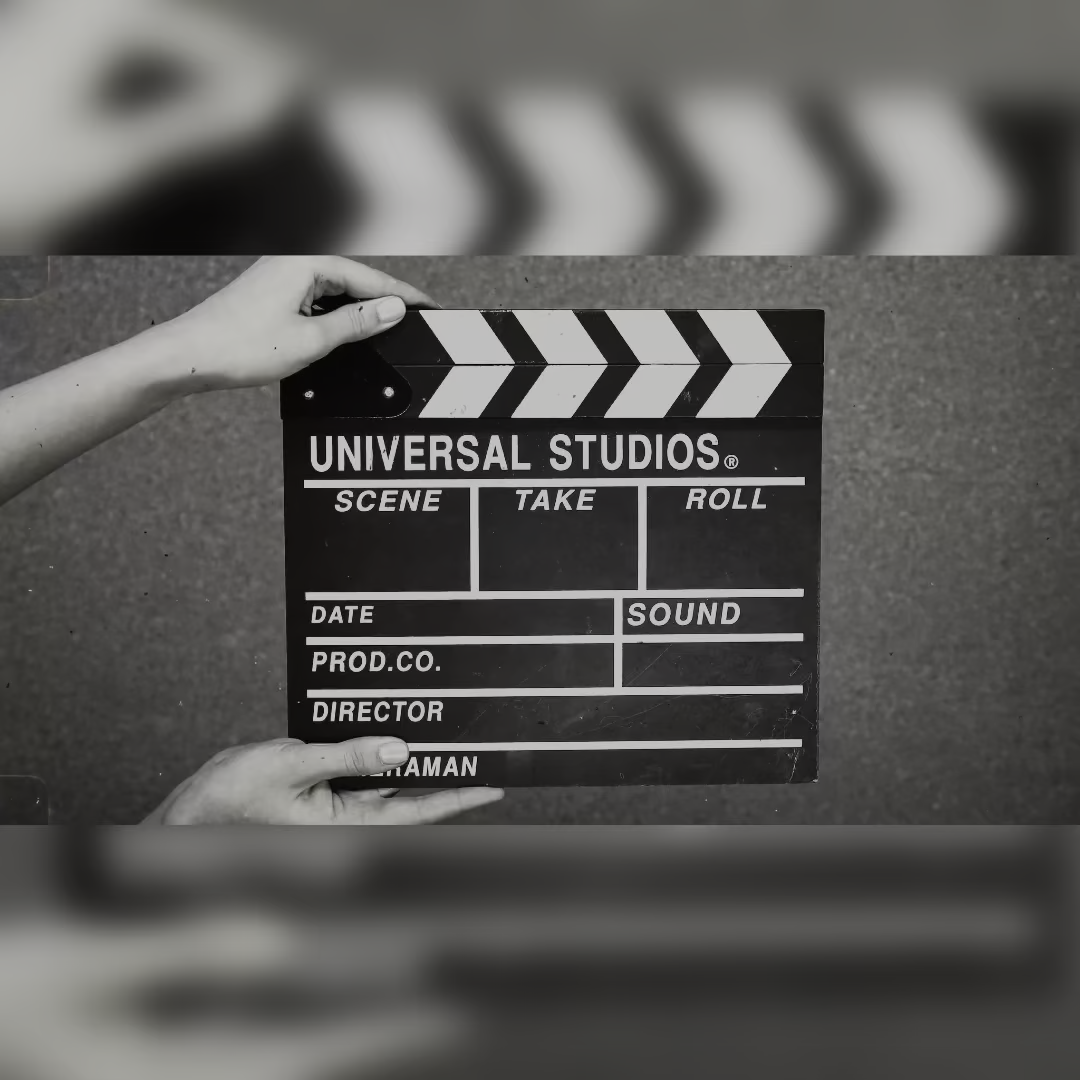 UNIVERSAL STUDIOS®
SCENE TAKE ROLL
DATE SOUND
PROD.CO.
DIRECTOR